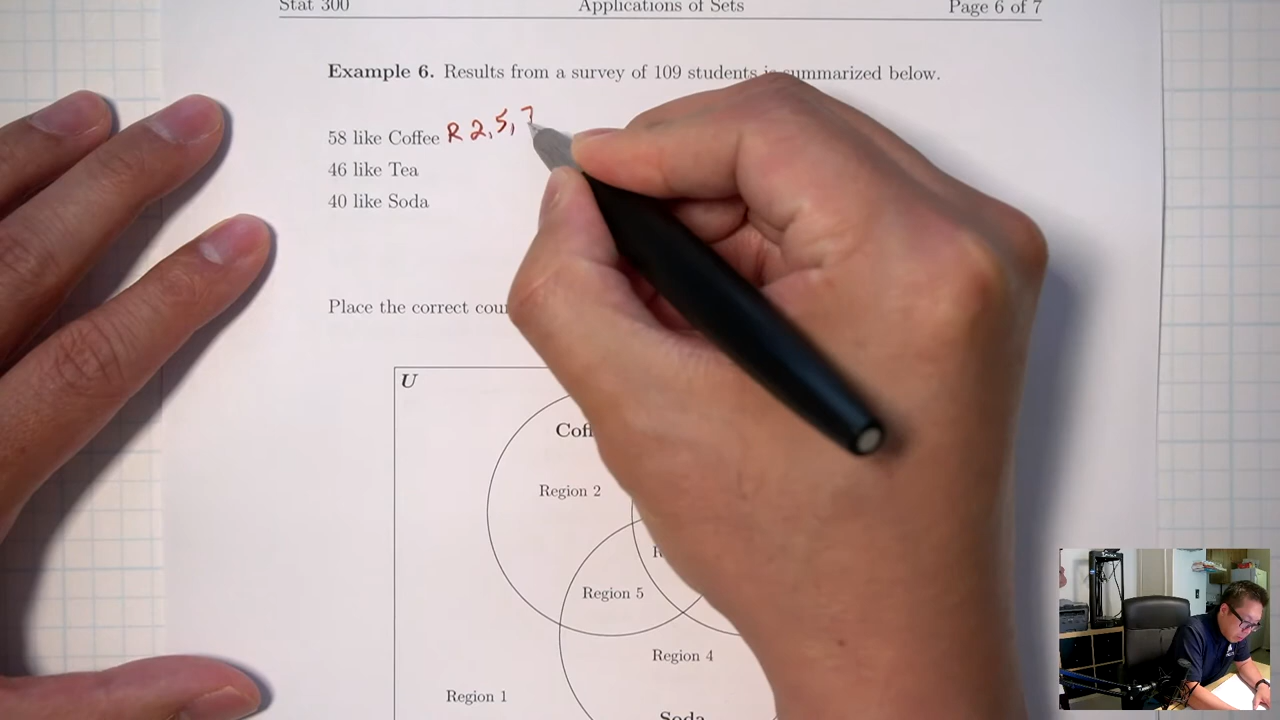 Stat 300 Applications of Sets Page 6 of 7
Example 6. Results from a survey of 109 students is summarized below.
58 like Coffee R 2, 5, 7
46 like Tea
40 like Soda
Place the correct
U
Region 2
Region 5
Region 4
Region 1
Soda